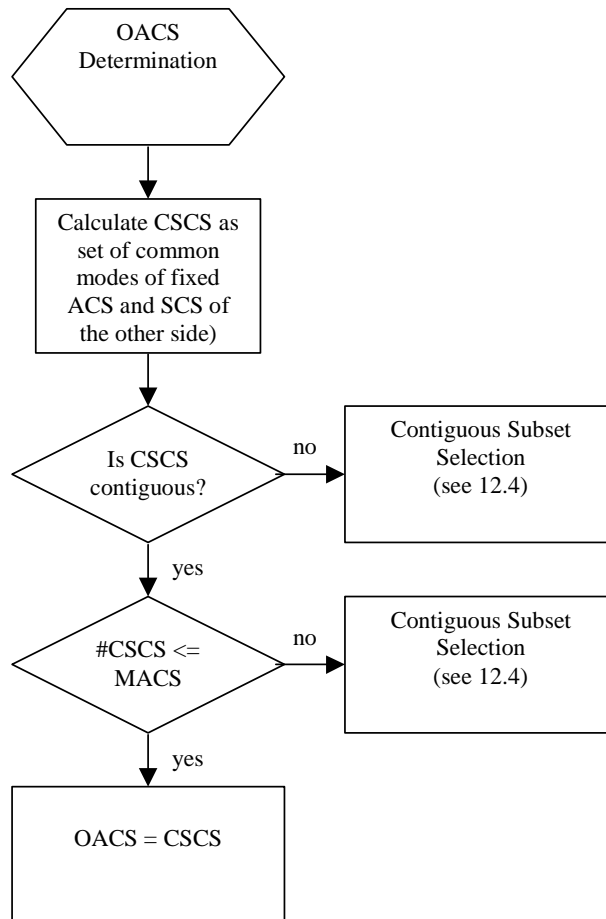 OACS
Determination
Calculate CSCS as
set of common
modes of fixed
ACS and SCS of
the other side)
Is CSCS
contiguous?
no
Contiguous Subset
Selection
(see 12.4)
yes
#CSCS <=
MACS
no
Contiguous Subset
Selection
(see 12.4)
yes
OACS = CSCS